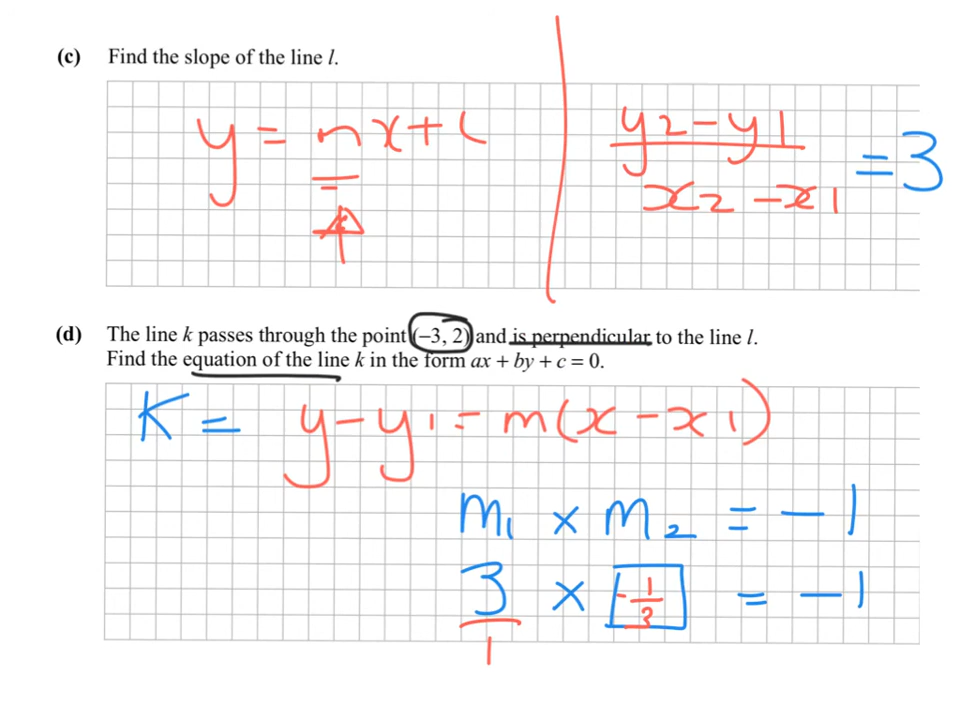 (c) Find the slope of the line l.
y = mx + c
y2 - y1
x2 - x1
= 3
(d) The line k passes through the point (–3, 2) and is perpendicular to the line l.
Find the equation of the line k in the form ax + by + c = 0.
K = y - y1 = m(x - x1)
m1 × m2 = -1
3/1 × -1/3 = -1